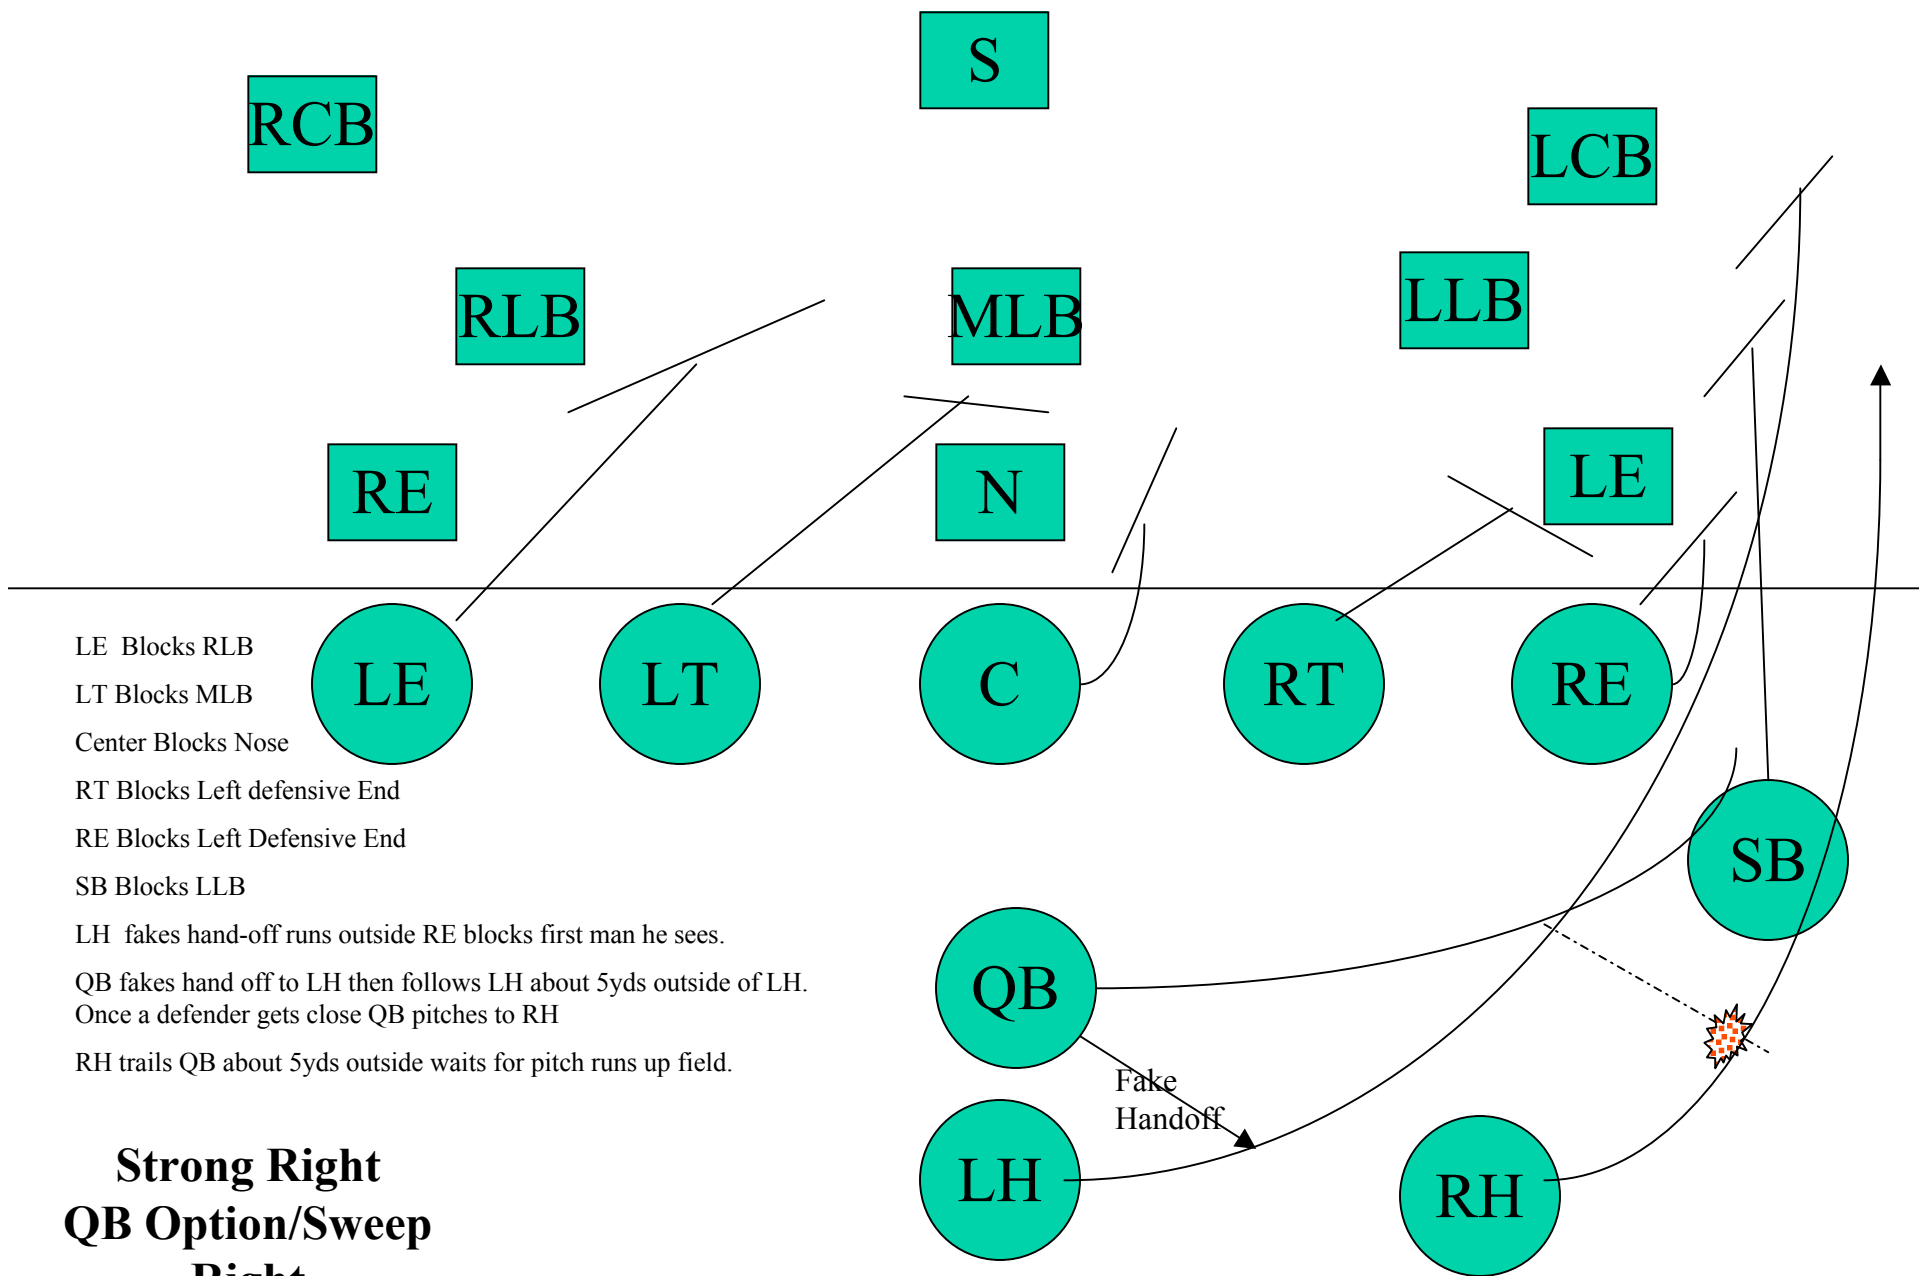 S
RCB
LCB
RLB
MLB
LLB
RE
N
LE
LE
LT
C
RT
RE
LE  Blocks RLB
LT Blocks MLB
Center Blocks Nose
RT Blocks Left defensive End
RE Blocks Left Defensive End
SB Blocks LLB
LH  fakes hand-off runs outside RE blocks first man he sees.
QB fakes hand off to LH then follows LH about 5yds outside of LH.
Once a defender gets close QB pitches to RH
RH trails QB about 5yds outside waits for pitch runs up field.
SB
QB
Fake
Handoff
LH
RH
Strong Right
QB Option/Sweep
Right